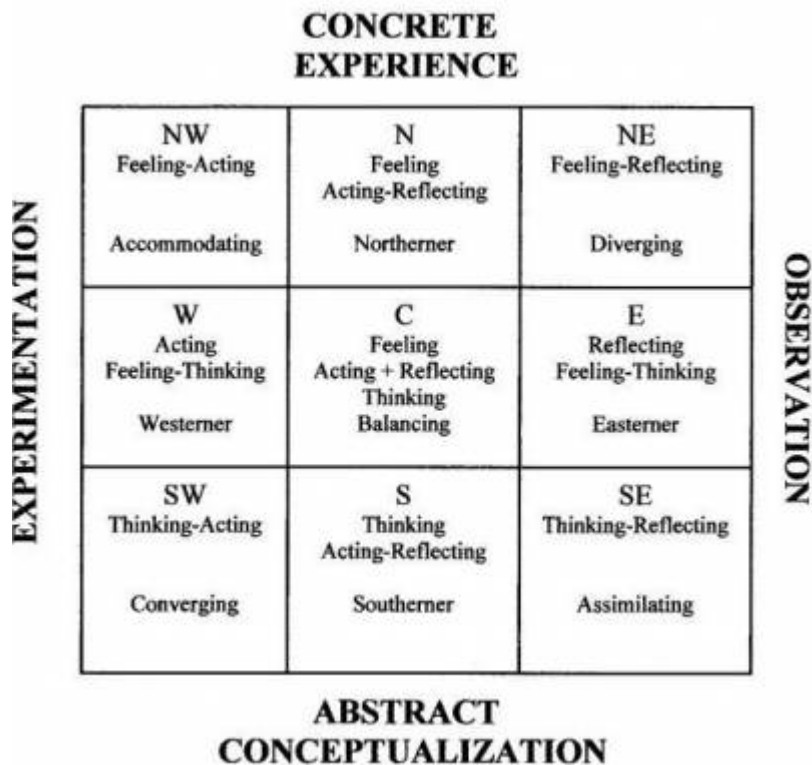 CONCRETE
EXPERIENCE
NW
Feeling-Acting
Accommodating
N
Feeling
Acting-Reflecting
Northerner
NE
Feeling-Reflecting
Diverging
EXPERIMENTATION
W
Acting
Feeling-Thinking
Westerner
C
Feeling
Acting + Reflecting
Thinking
Balancing
E
Reflecting
Feeling-Thinking
Easterner
OBSERVATION
SW
Thinking-Acting
Converging
S
Thinking
Acting-Reflecting
Southerner
SE
Thinking-Reflecting
Assimilating
ABSTRACT
CONCEPTUALIZATION